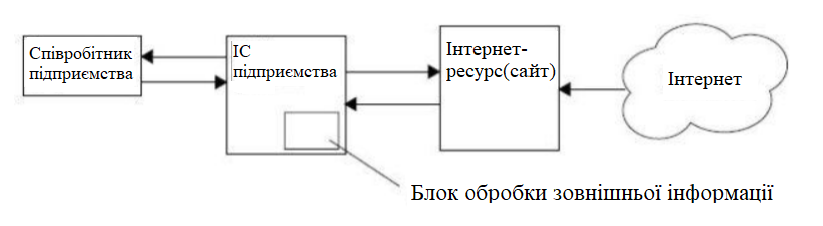 Співробітник
підприємства
ІС
підприємства
Інтернет-
ресурс(сайт)
Інтернет
Блок обробки зовнішньої інформації